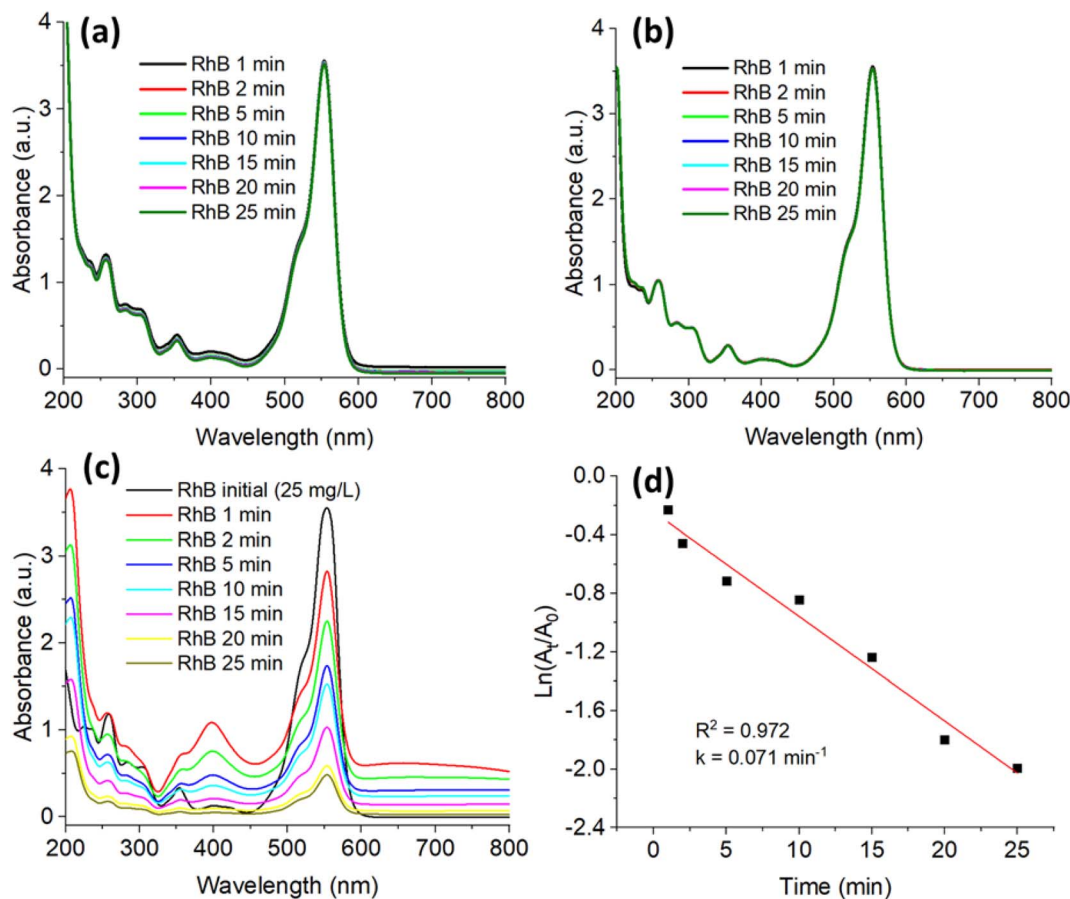 (a)
RhB 1 min
RhB 2 min
RhB 5 min
RhB 10 min
RhB 15 min
RhB 20 min
RhB 25 min
Absorbance (a.u.)
4
3
2
1
0
200 300 400 500 600 700 800
Wavelength (nm)
(b)
RhB 1 min
RhB 2 min
RhB 5 min
RhB 10 min
RhB 15 min
RhB 20 min
RhB 25 min
Absorbance (a.u.)
4
3
2
1
0
200 300 400 500 600 700 800
Wavelength (nm)
(c)
RhB initial (25 mg/L)
RhB 1 min
RhB 2 min
RhB 5 min
RhB 10 min
RhB 15 min
RhB 20 min
RhB 25 min
Absorbance (a.u.)
4
3
2
1
0
200 300 400 500 600 700 800
Wavelength (nm)
(d)
Ln(Aₜ/A₀)
0.0
-0.4
-0.8
-1.2
-1.6
-2.0
-2.4
R² = 0.972
k = 0.071 min⁻¹
0 5 10 15 20 25
Time (min)